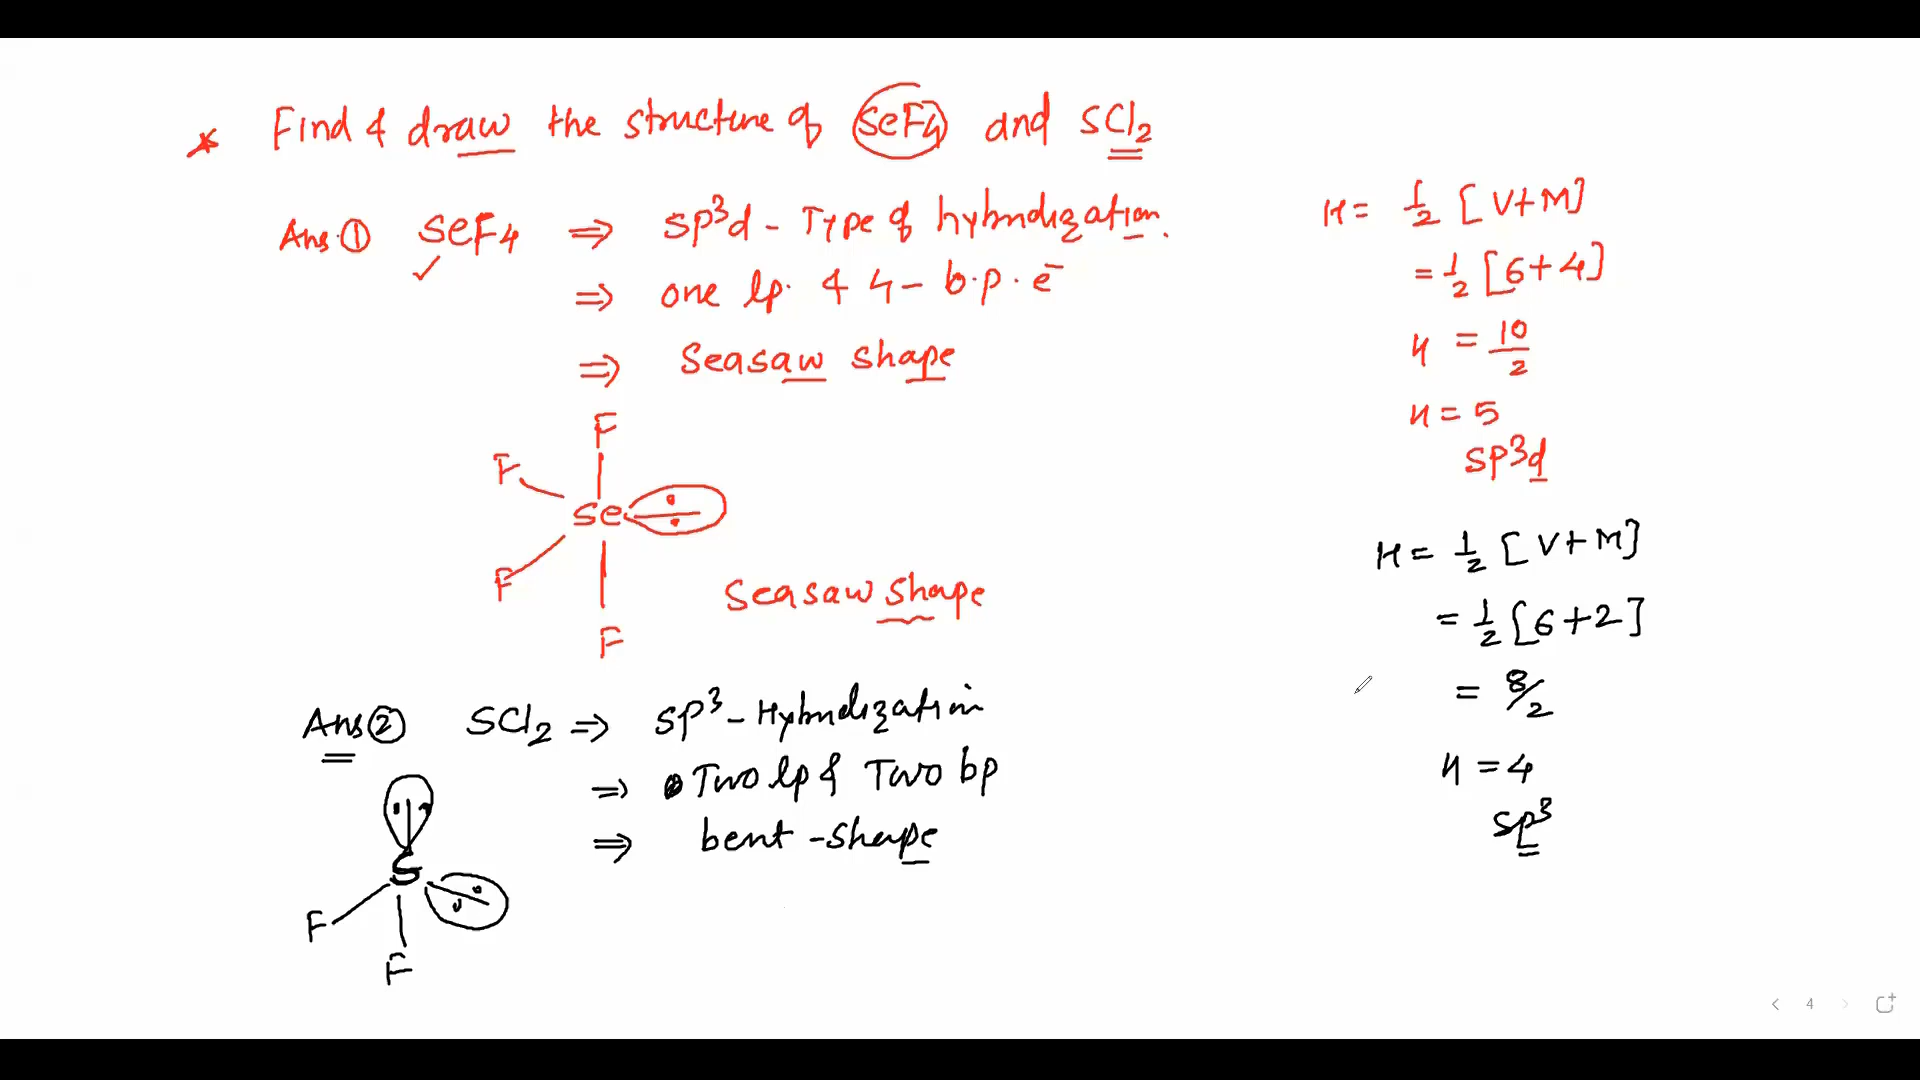 * Find & draw the structure of SeF4 and SCl2
Ans. ① SeF4 ⇒ sp³d - Type of hybridization.
⇒ one lp. & 4 - b.p. e⁻
⇒ Seasaw shape
F
F
Se
F
F
Seasaw shape
Ans ② SCl2 ⇒ sp³ - Hybridization
⇒ Two lp & Two bp
⇒ bent - shape
S
F
F
H = 1/2 [V+M]
= 1/2 [6+4]
H = 10/2
H = 5
sp³d
H = 1/2 [V+M]
= 1/2 [6+2]
= 8/2
H = 4
sp³
< 4 >